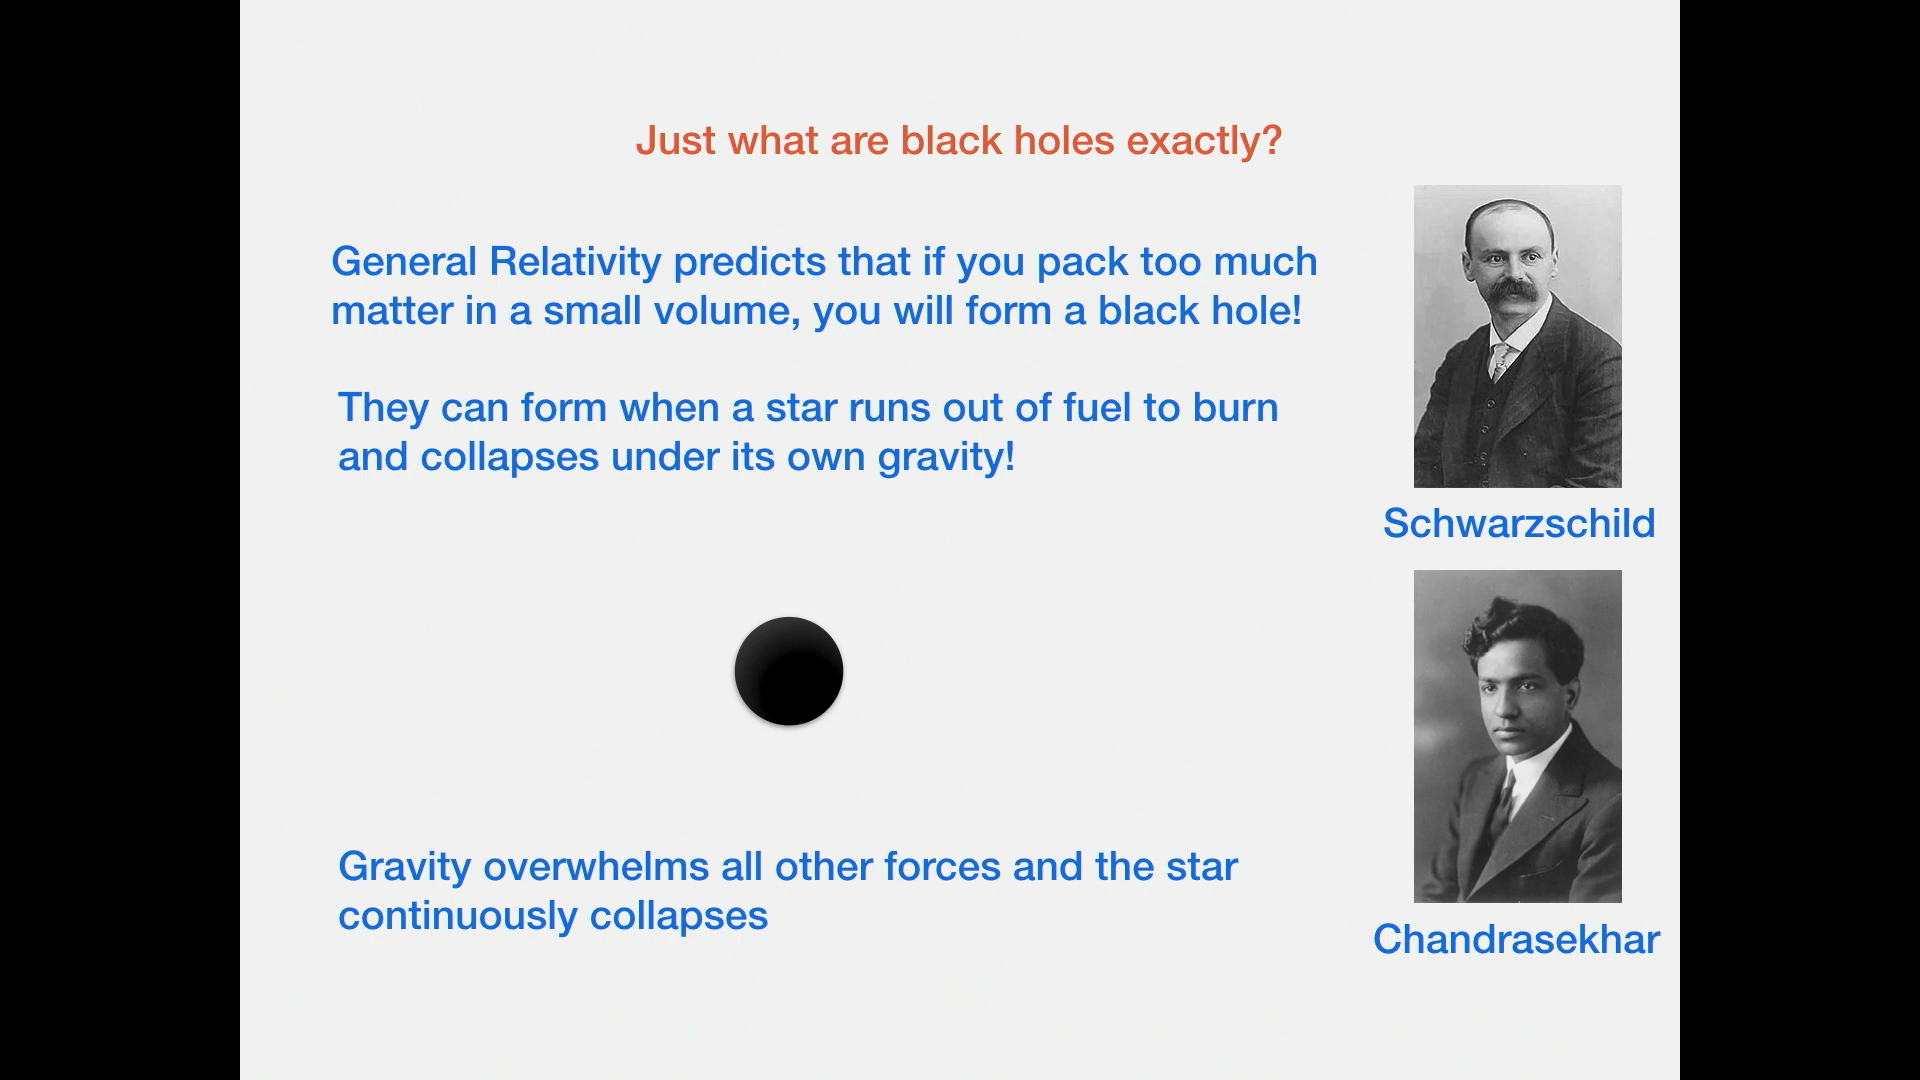 Just what are black holes exactly?
General Relativity predicts that if you pack too much
matter in a small volume, you will form a black hole!
They can form when a star runs out of fuel to burn
and collapses under its own gravity!
Schwarzschild
Gravity overwhelms all other forces and the star
continuously collapses
Chandrasekhar